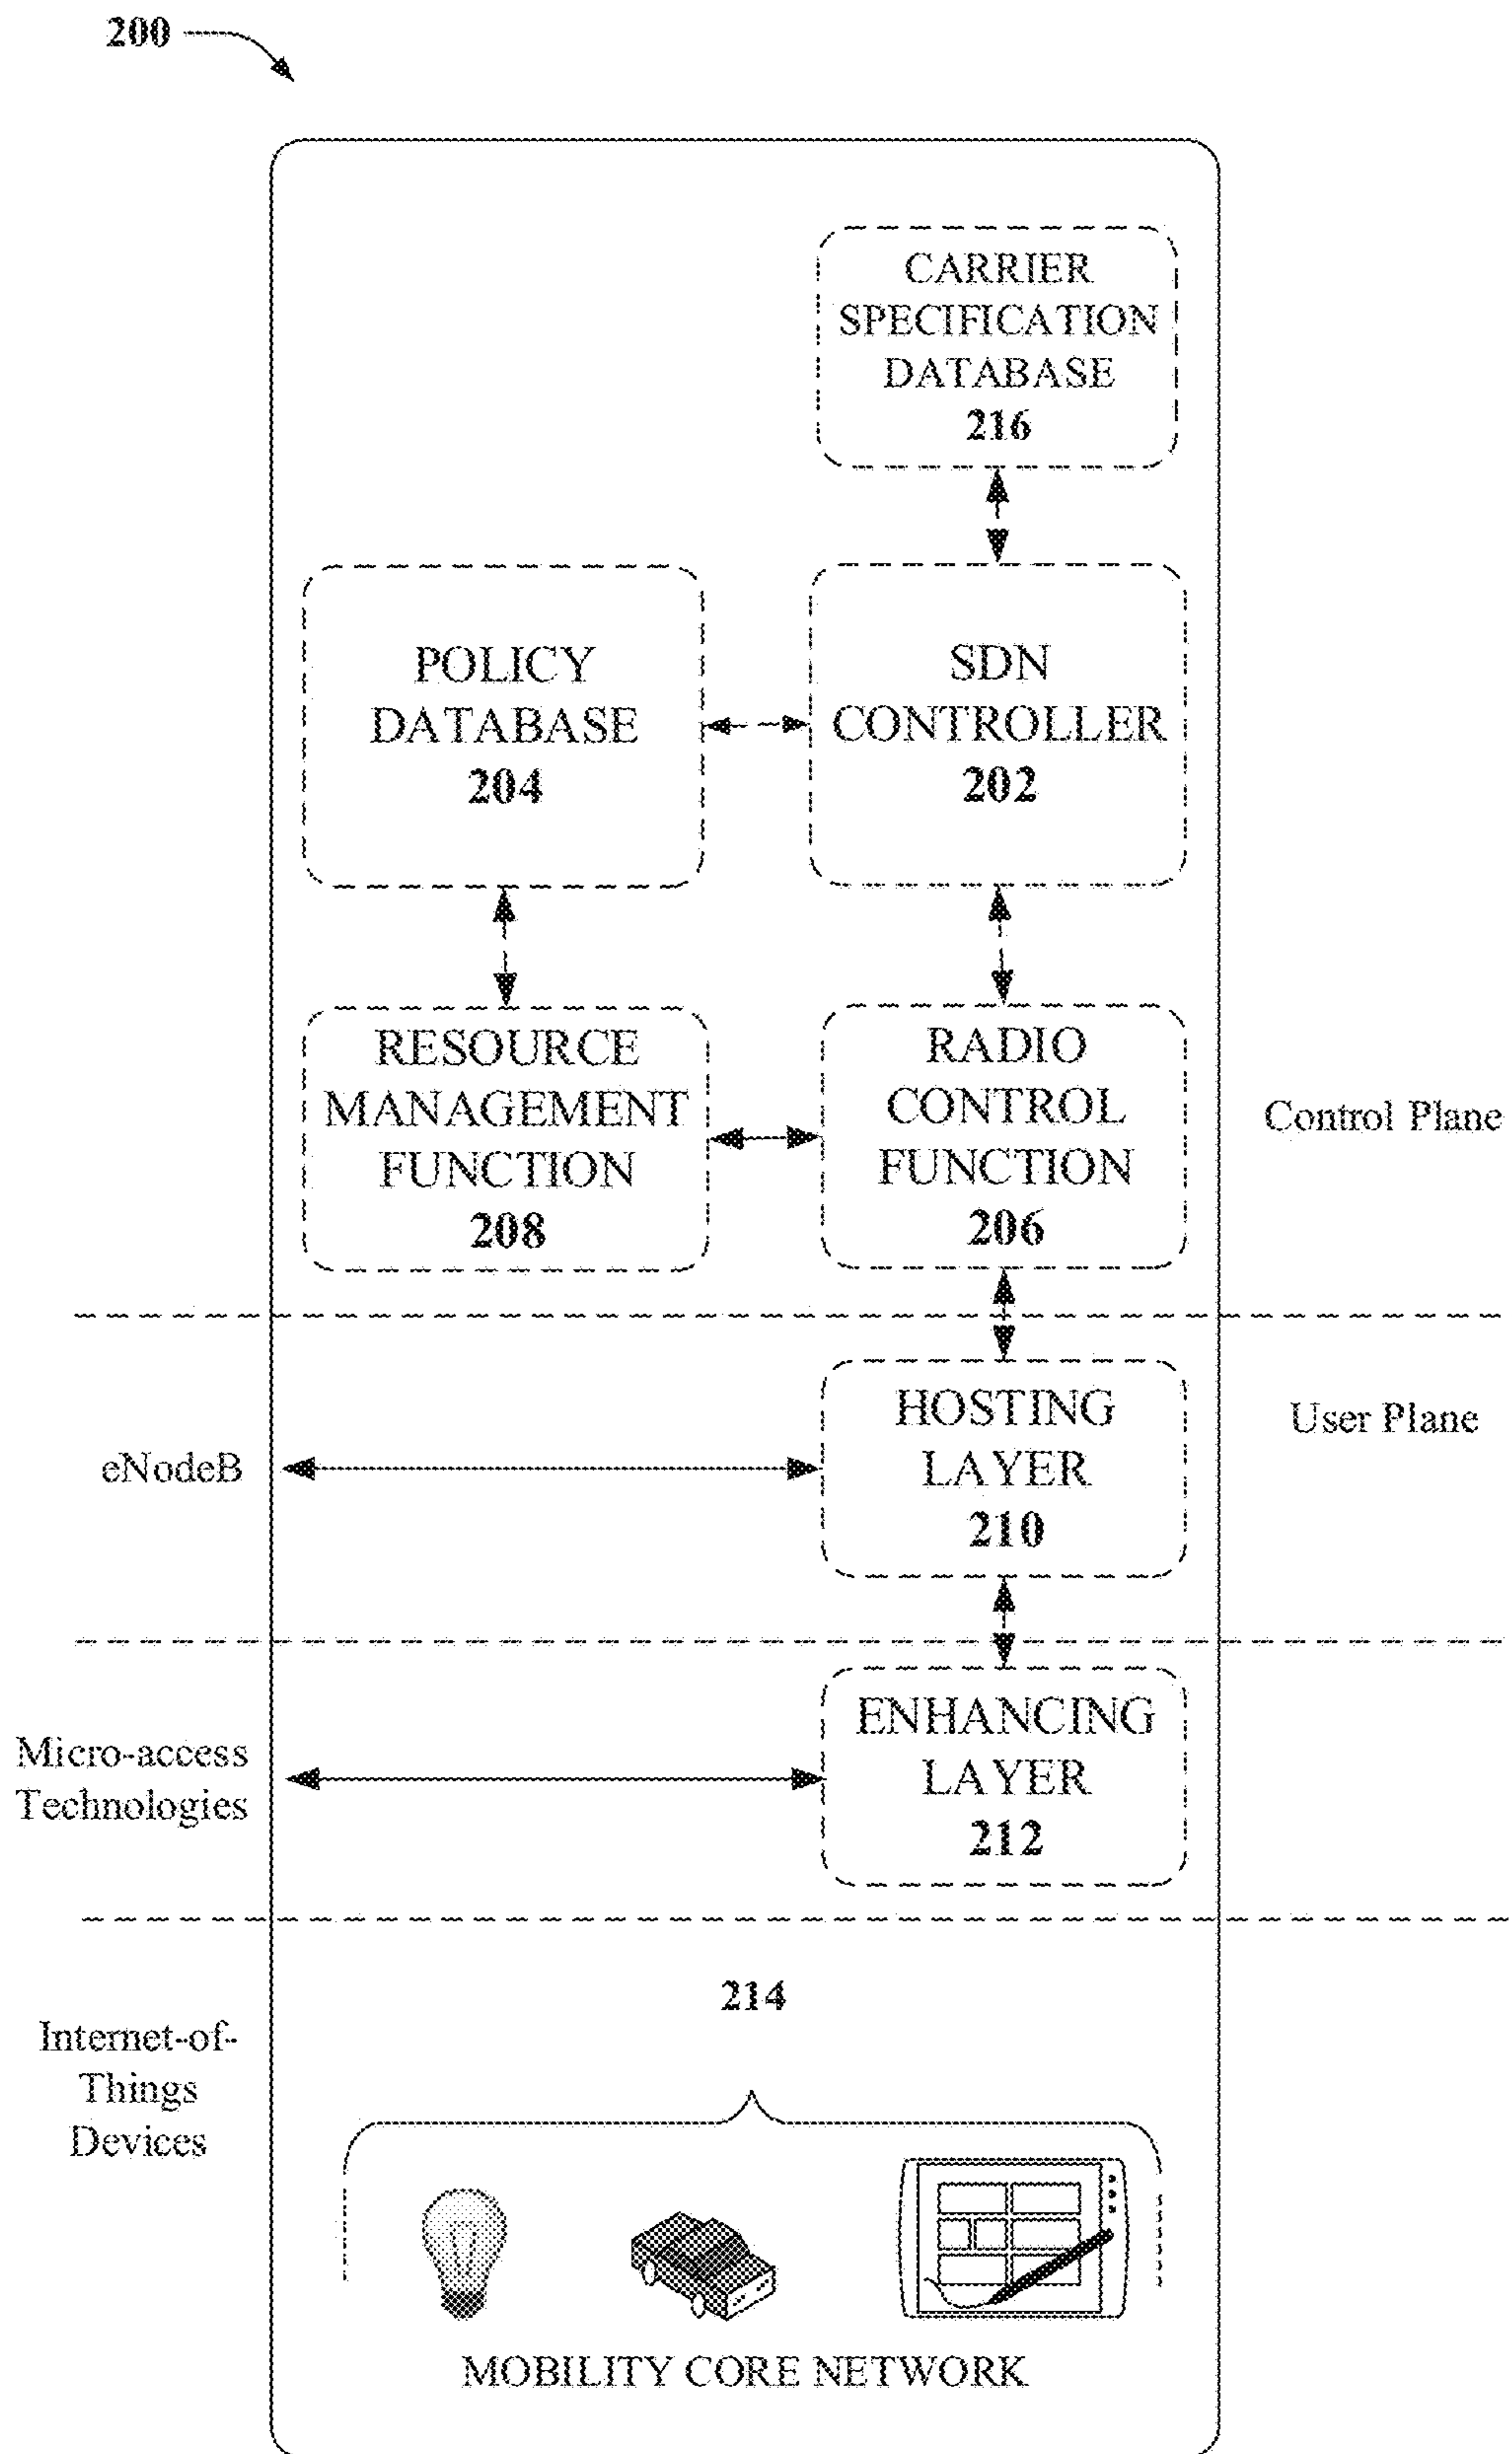 200
CARRIER
SPECIFICATION
DATABASE
216
POLICY
DATABASE
204
SDN
CONTROLLER
202
RESOURCE
MANAGEMENT
FUNCTION
208
RADIO
CONTROL
FUNCTION
206
Control Plane
HOSTING
LAYER
210
User Plane
eNodeB
ENHANCING
LAYER
212
Micro-access
Technologies
214
Internet-of-
Things
Devices
MOBILITY CORE NETWORK